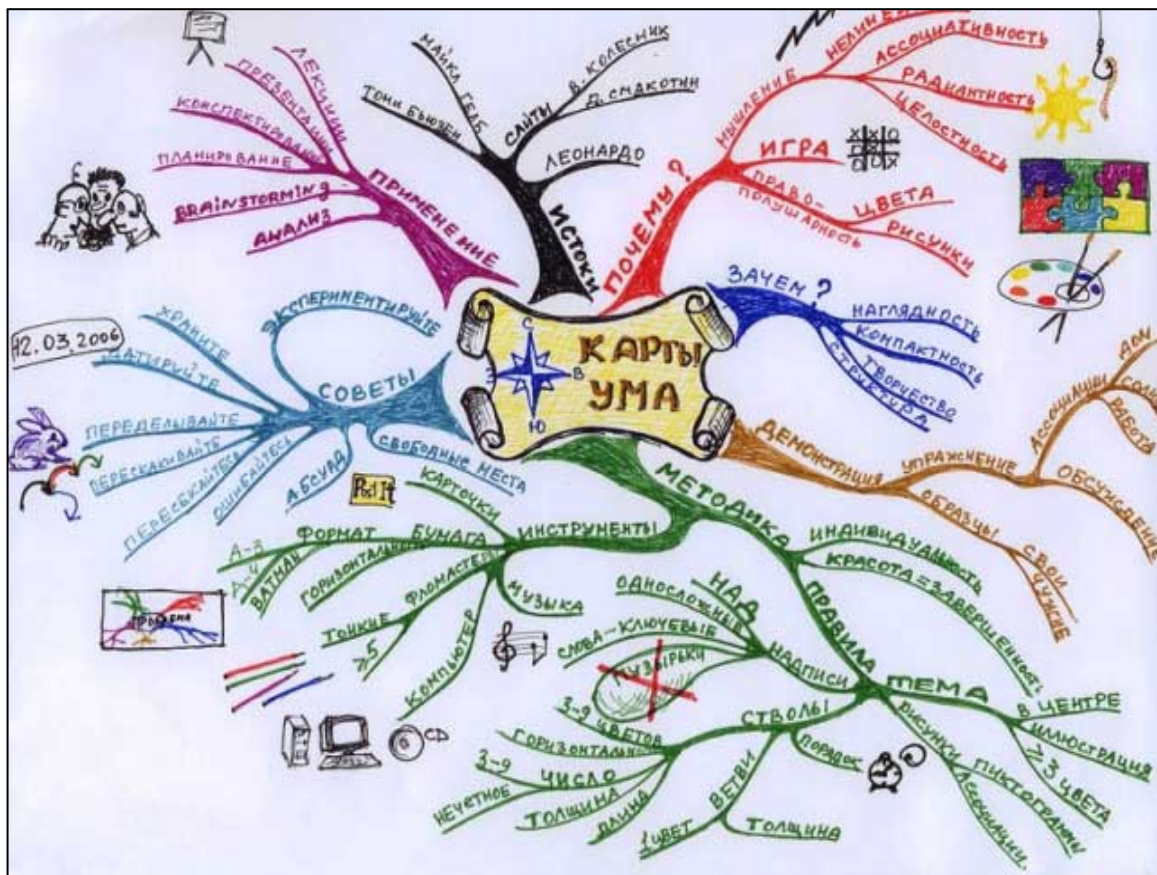 КАРТЫ
УМА
С
В
Ю
ПОЧЕМУ?
МЫШЛЕНИЕ
АССОЦИАТИВНОСТЬ
РАДИАНТНОСТЬ
ЦЕЛОСТНОСТЬ
ИГРА
ПРАВО-
ПОЛУШАРНОСТЬ
ЦВЕТА
РИСУНКИ
ЗАЧЕМ?
НАГЛЯДНОСТЬ
КОМПАКТНОСТЬ
ТВОРЧЕСТВО
СТРУКТУРА
ДЕМОНСТРАЦИЯ
УПРАЖНЕНИЕ
АССОЦИАЦИИ
ДОМ
РАБОТА
ОБСУЖДЕНИЕ
ОБРАЗЦЫ
СВОИ
ЧУЖИЕ
МЕТОДИКА
ИНДИВИДУАЛЬНОСТЬ
КРАСОТА = ЗАВЕРШЕННОСТЬ
ПРАВИЛА
ТЕМА
В ЦЕНТРЕ
ИЛЛЮСТРАЦИЯ
≥ 3 ЦВЕТА
РИСУНКИ
ПИКТОГРАММЫ
АССОЦИАЦИИ.
НАДПИСИ
НАД
ОДНОСЛОЖНЫЕ
СЛОВА-КЛЮЧЕВЫЕ
ПУЗЫРЬКИ
СТВОЛЫ
3-9 ЦВЕТОВ
ГОРИЗОНТАЛЬНО
ЧИСЛО
3-9
НЕЧЕТНОЕ
ТОЛЩИНА
ДЛИНА
ВЕТВИ
1 ЦВЕТ
ТОЛЩИНА
ПОРЯДОК
ИНСТРУМЕНТЫ
КАРТОЧКИ
БУМАГА
ФОРМАТ
А-3
А-4
ВАТМАН
ФЛОМАСТЕРЫ
ТОНКИЕ
≥5
КОМПЬЮТЕР
МУЗЫКА
CD
Post It
СОВЕТЫ
ЭКСПЕРИМЕНТИРУЙТЕ
ХРАНИТЕ
ДАТИРУЙТЕ
ПЕРЕДЕЛЫВАЙТЕ
ПЕРЕСКАКИВАЙТЕ
ПЕРЕСЕКАЙТЕСЬ
ОШИБАЙТЕСЬ
АБСУРД
СВОБОДНЫЕ МЕСТА
12.03.2006
ПРИМЕНЕНИЕ
ЛЕКЦИИ
ПРЕЗЕНТАЦИИ
КОНСПЕКТИРОВАНИЕ
ПЛАНИРОВАНИЕ
BRAINSTORMING
АНАЛИЗ
ИСТОКИ
ТОНИ БЬЮЗЕН
МАЙКЛ ГЕЛБ
САЙТЫ
В. КОЛЕСНИК
Д. СМАКОТИН
ЛЕОНАРДО